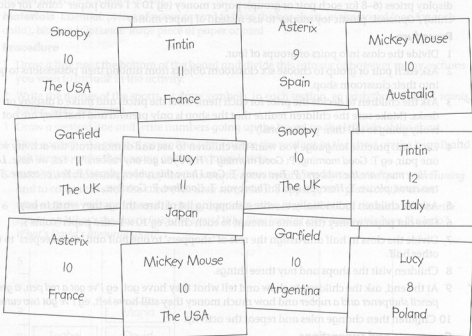 Snoopy
10
The USA
Tintin
11
France
Asterix
9
Spain
Mickey Mouse
10
Australia
Garfield
11
The UK
Lucy
11
Japan
Snoopy
10
The UK
Tintin
12
Italy
Asterix
10
France
Mickey Mouse
10
The USA
Garfield
10
Argentina
Lucy
8
Poland